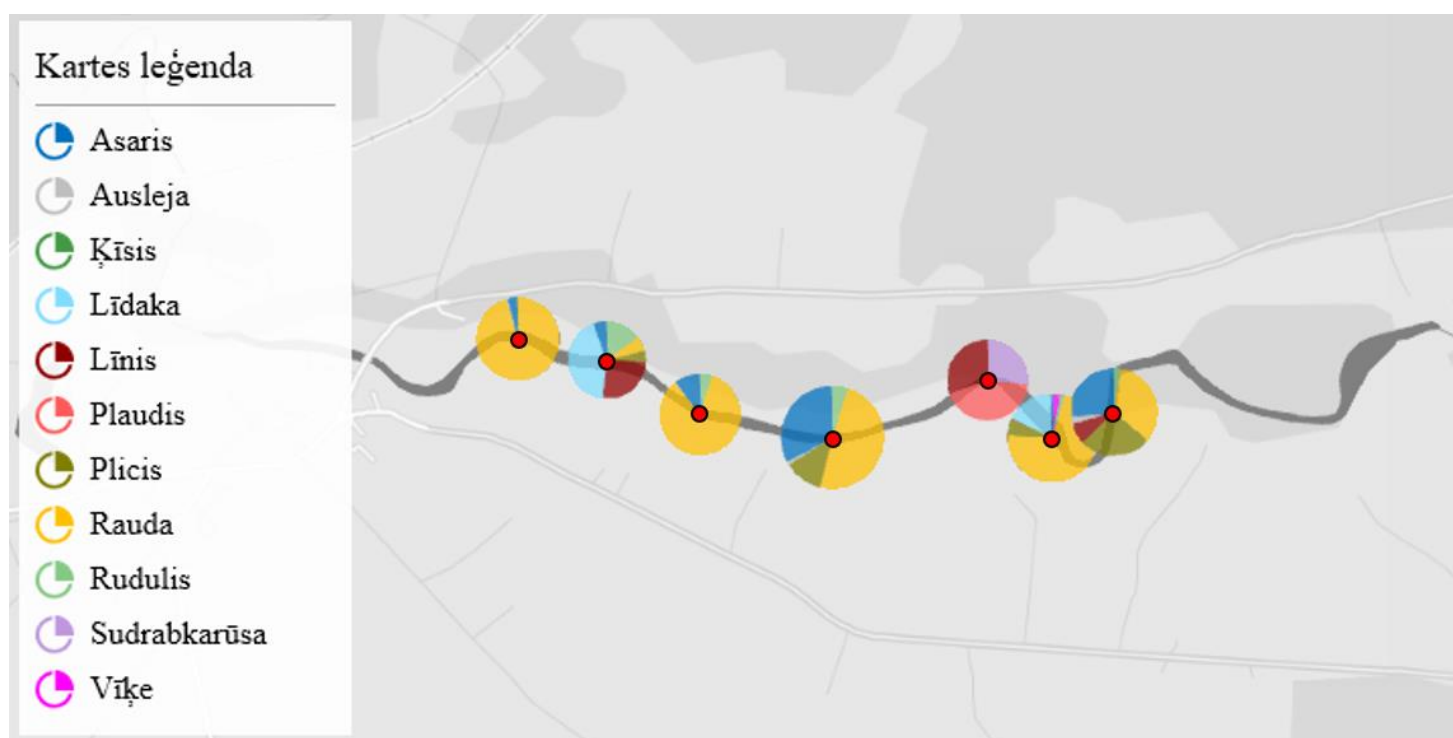 Kartes leģenda
Asaris
Ausleja
Ķīsis
Līdaka
Līnis
Plaudis
Plicis
Rauda
Rudulis
Sudrabkarūsa
Vīķe